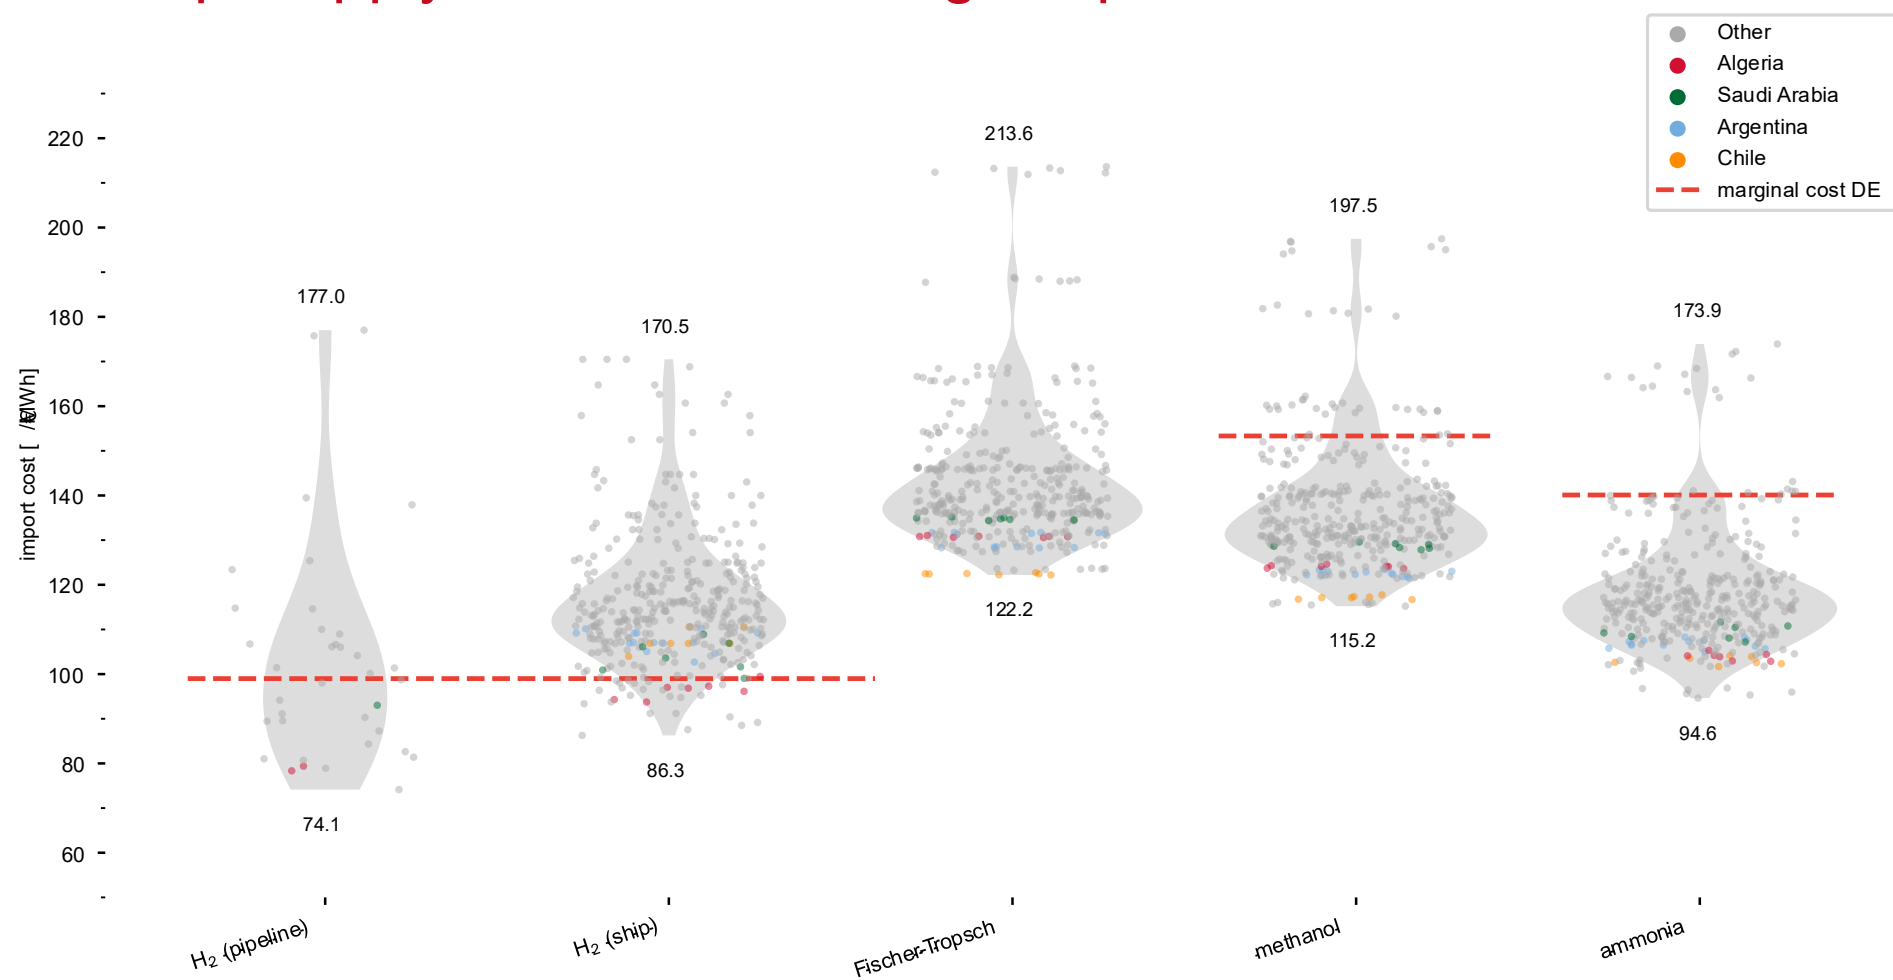 Other
Algeria
Saudi Arabia
Argentina
Chile
marginal cost DE
220
200
180
160
140
120
100
80
60
import cost [
177.0
74.1
170.5
86.3
213.6
122.2
197.5
115.2
173.9
94.6
H₂ (pipeline)
H₂ (ship)
Fischer-Tropsch
methanol
ammonia